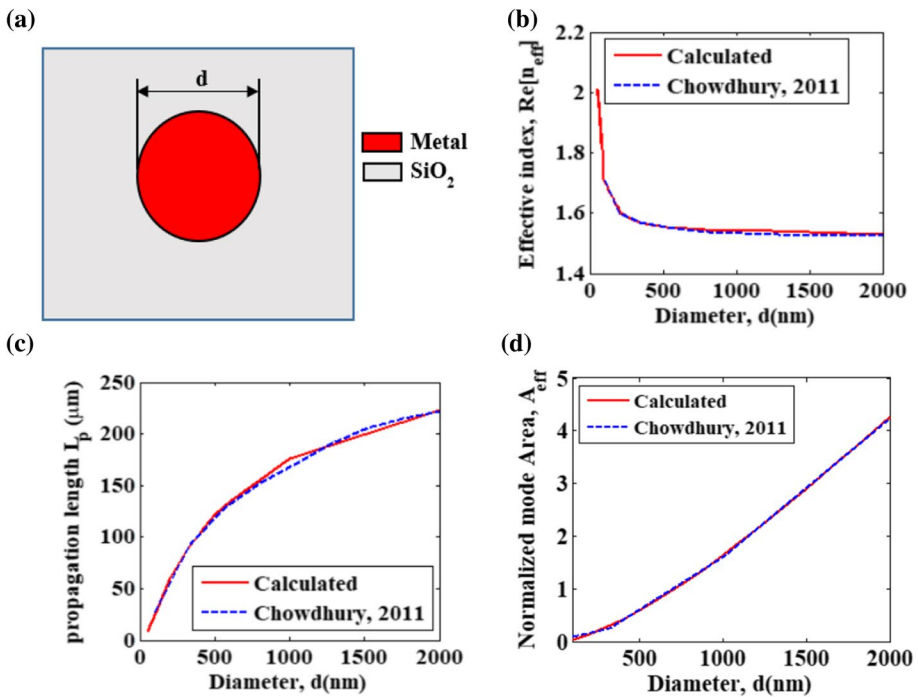 (a)
d
Metal
SiO2
(b)
Effective index, Re[neff]
2.2
2
1.8
1.6
1.4
Calculated
Chowdhury, 2011
0
500
1000
1500
2000
Diameter, d(nm)
(c)
propagation length Lp (μm)
250
200
150
100
50
0
Calculated
Chowdhury, 2011
0
500
1000
1500
2000
Diameter, d(nm)
(d)
Normalized mode Area, Aeff
5
4
3
2
1
0
Calculated
Chowdhury, 2011
500
1000
1500
2000
Diameter, d(nm)